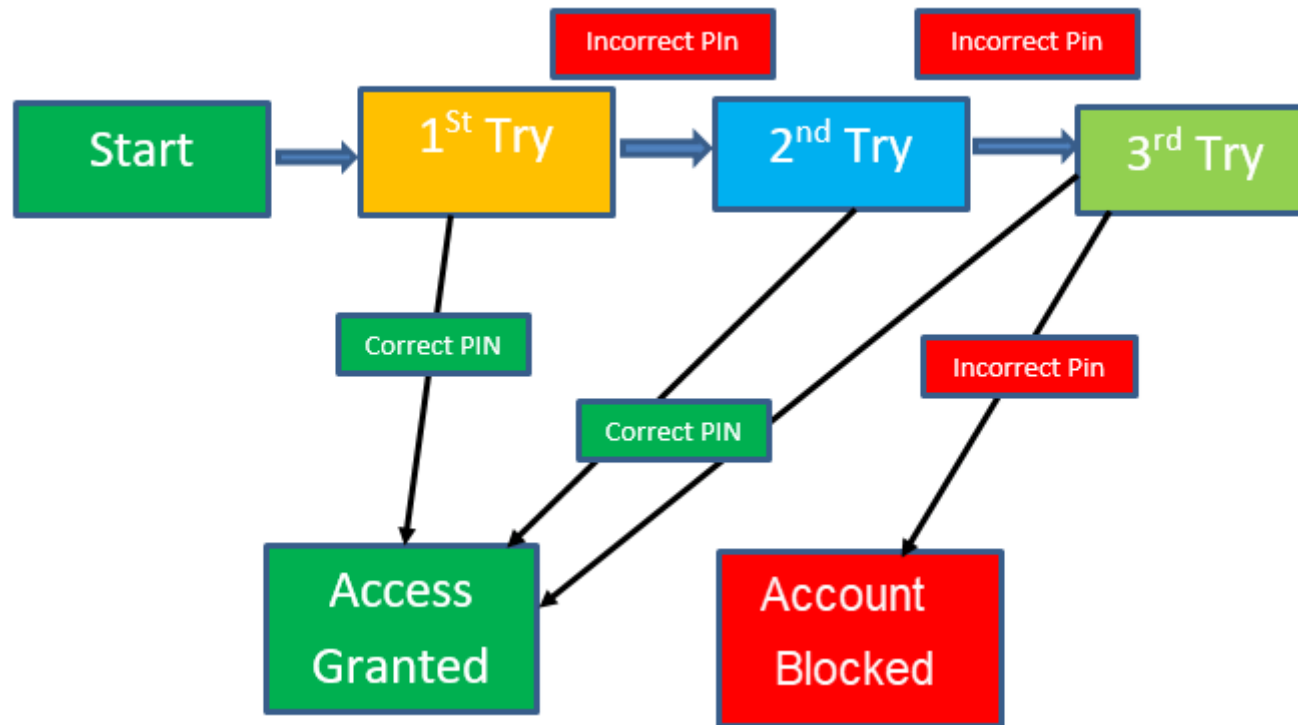 Incorrect PIn
Incorrect Pin
Start
1St Try
2nd Try
3rd Try
Correct PIN
Incorrect Pin
Correct PIN
Access
Granted
Account
Blocked